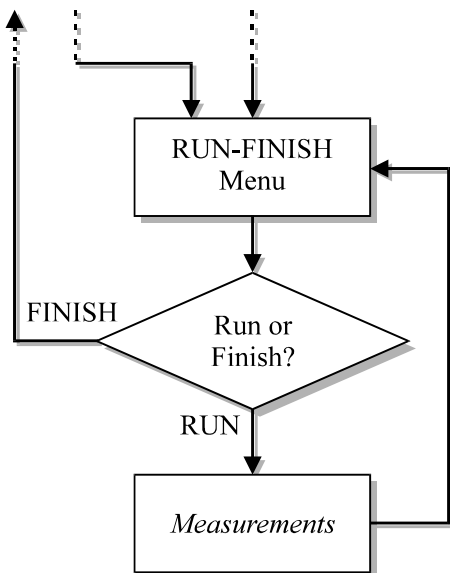 RUN-FINISH
Menu
FINISH
Run or
Finish?
RUN
Measurements